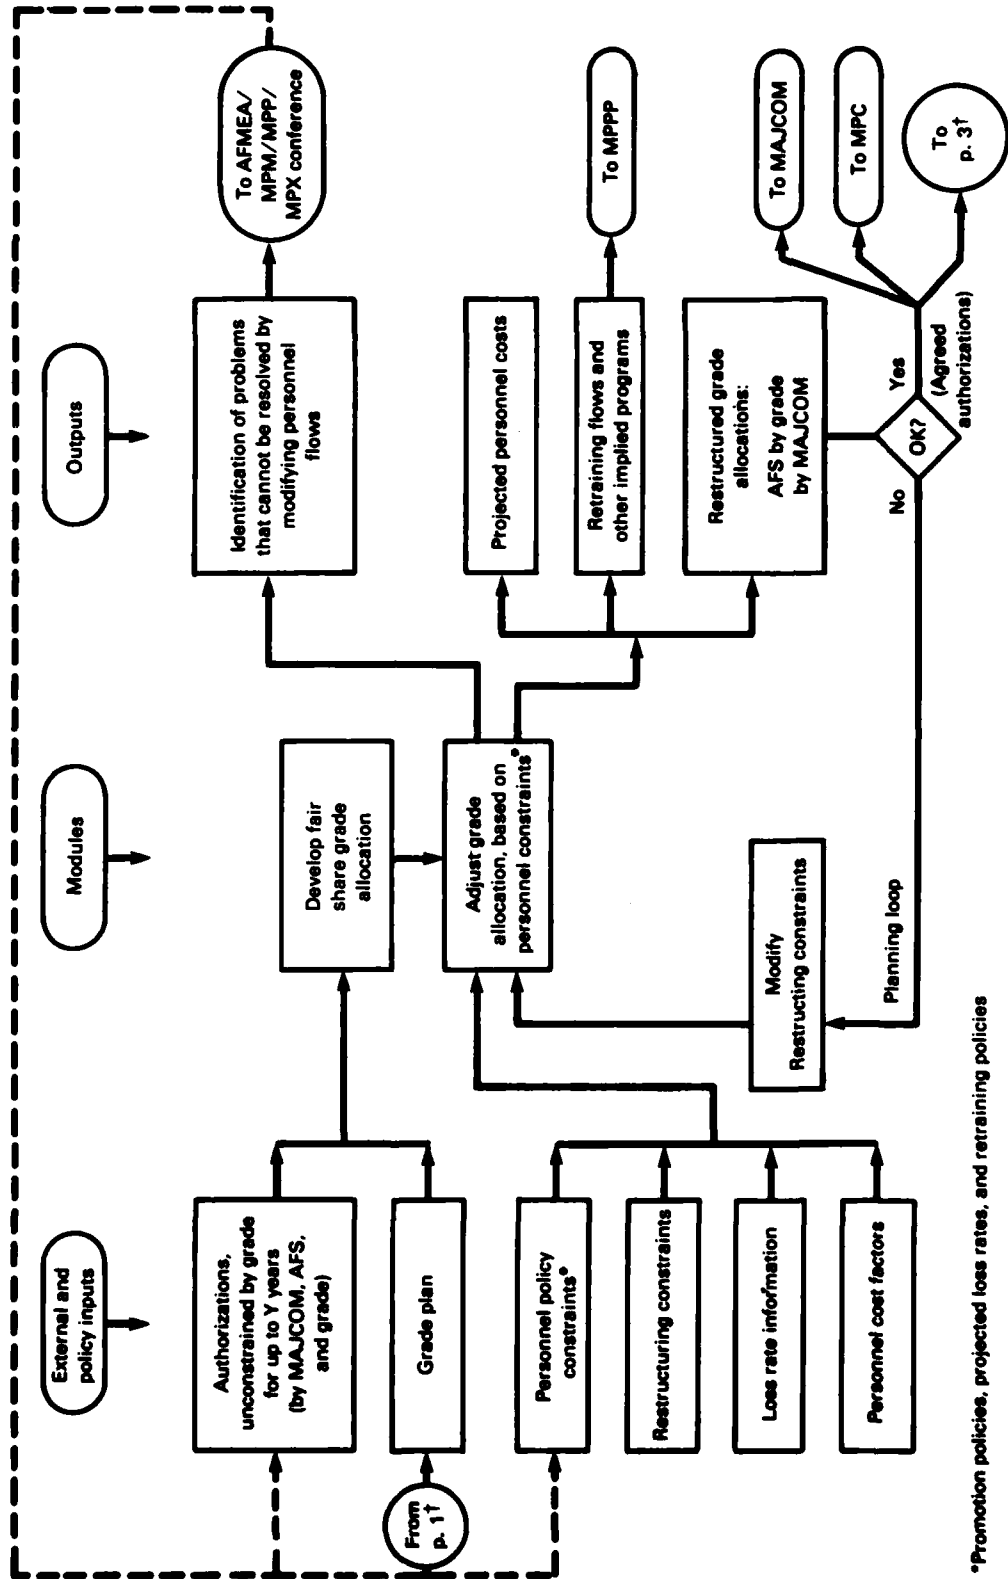 External and
policy inputs
Modules
Outputs
Authorizations,
unconstrained by grade
for up to Y years
(by MAJCOM, AFS,
and grade)
From
p. 1†
Grade plan
Personnel policy
constraints*
Restructuring constraints
Loss rate information
Personnel cost factors
Develop fair
share grade
allocation
Adjust grade
allocation, based on
personnel constraints*
Modify
Restructing constraints
Planning loop
Identification of problems
that cannot be resolved by
modifying personnel
flows
To AFMEA/
MPM/MPP/
MPX conference
Projected personnel costs
Retraining flows and
other implied programs
To MPPP
Restructured grade
allocations:
AFS by grade
by MAJCOM
OK?
No
Yes
(Agreed
authorizations)
To MAJCOM
To MPC
To
p. 3†
*Promotion policies, projected loss rates, and retraining policies